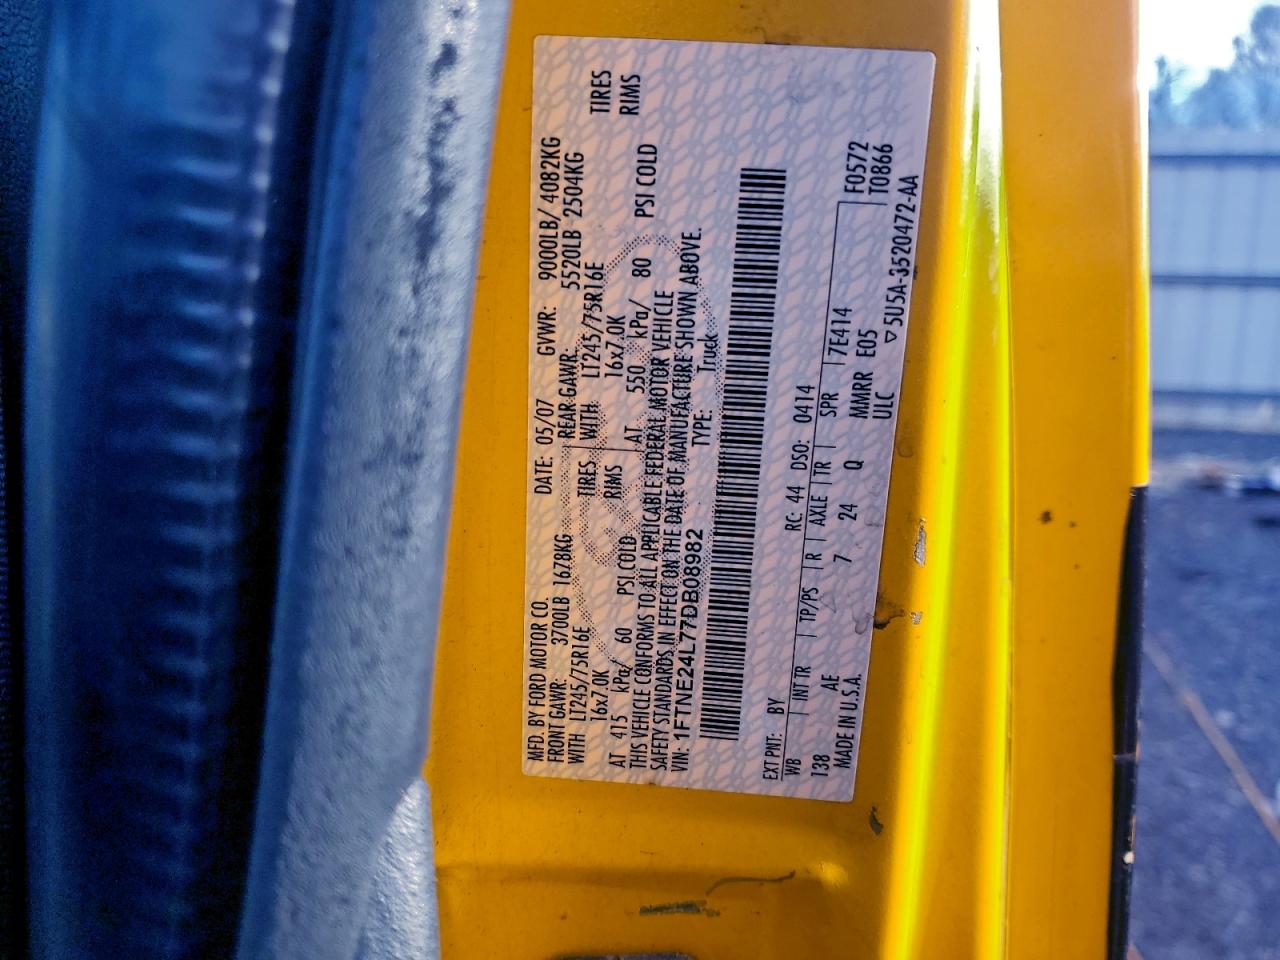 MFD. BY FORD MOTOR CO.
DATE: 05/07 GVWR: 9000LB/ 4082KG
FRONT GAWR: 3700LB 1678KG REAR GAWR: 5520LB 2504KG
WITH LT245/75R16E TIRES WITH LT245/75R16E TIRES
16x7.0K RIMS 16x7.0K RIMS
AT 415 kPa/ 60 PSI COLD AT 550 kPa/ 80 PSI COLD
THIS VEHICLE CONFORMS TO ALL APPLICABLE FEDERAL MOTOR VEHICLE
SAFETY STANDARDS IN EFFECT ON THE DATE OF MANUFACTURE SHOWN ABOVE.
VIN: 1FTNE24L77DB08982 TYPE: Truck
EXT PNT: BY RC: 44 DSO: 0414 F0572
WB INT TR TP/PS R AXLE TR SPR 7E414 T0866
138 AE 7 24 Q MMRR E05
MADE IN U.S.A. ULC ▽5U5A-3520472-AA